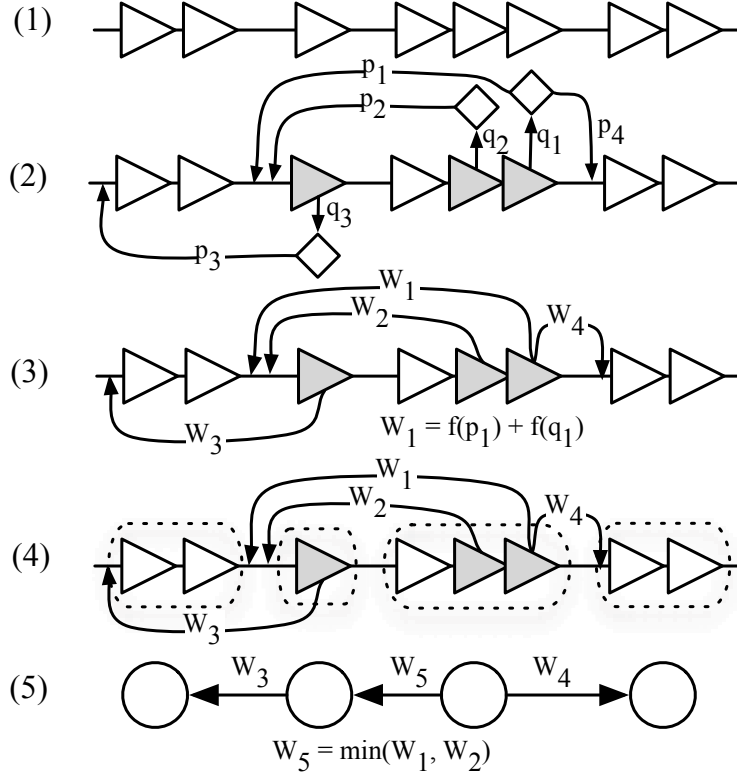 (1)
p1
p2
q2
q1
p4
(2)
q3
p3
W1
W2
W4
(3)
W3
W1 = f(p1) + f(q1)
W1
W2
W4
(4)
W3
(5)
W3
W5
W4
W5 = min(W1, W2)